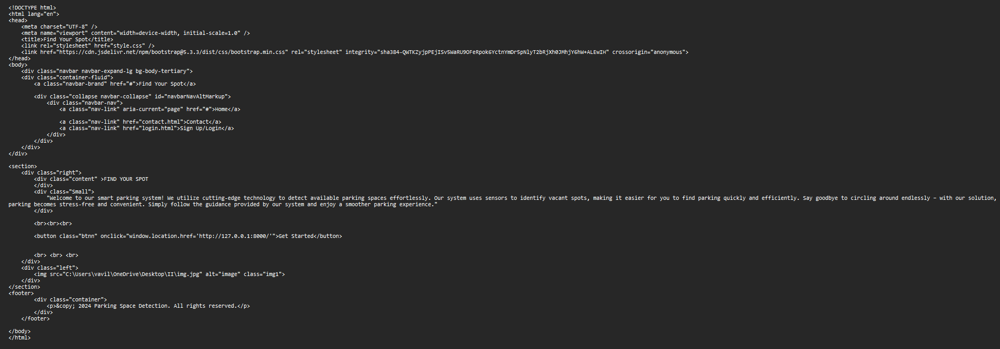 <!DOCTYPE html>
<html lang="en">
<head>
    <meta charset="UTF-8" />
    <meta name="viewport" content="width=device-width, initial-scale=1.0" />
    <title>Find Your Spot</title>
    <link rel="stylesheet" href="style.css" />
    <link href="https://cdn.jsdelivr.net/npm/bootstrap@5.3.3/dist/css/bootstrap.min.css" rel="stylesheet" integrity="sha384-QWTKZyjpPEjISv5WaRU9OFeRpok6YctnYmDr5pNlyT2bRjXh0JMhjY6hW+ALEwIH" crossorigin="anonymous">
</head>
<body>
    <div class="navbar navbar-expand-lg bg-body-tertiary">
    <div class="container-fluid">
        <a class="navbar-brand" href="#">Find Your Spot</a>
        <div class="collapse navbar-collapse" id="navbarNavAltMarkup">
            <div class="navbar-nav">
                <a class="nav-link" aria-current="page" href="#">Home</a>
                <a class="nav-link" href="contact.html">Contact</a>
                <a class="nav-link" href="login.html">Sign Up/Login</a>
            </div>
        </div>
    </div>
</div>
<section>
    <div class="right">
        <div class="content" >FIND YOUR SPOT
        </div>
        <div class="Small">
            "Welcome to our smart parking system! We utilize cutting-edge technology to detect available parking spaces effortlessly. Our system uses sensors to identify vacant spots, making it easier for you to find parking quickly and efficiently. Say goodbye to circling around endlessly – with our solution,
parking becomes stress-free and convenient. Simply follow the guidance provided by our system and enjoy a smoother parking experience."
        </div>
        <br><br><br>
        <button class="btnn" onclick="window.location.href='http://127.0.0.1:8000/'">Get Started</button>
        <br> <br> <br>
    </div>
    <div class="left">
        <img src="C:\Users\vavil\OneDrive\Desktop\II\img.jpg" alt="image" class="img1">
    </div>
</section>
<footer>
        <div class="container">
            <p>&copy; 2024 Parking Space Detection. All rights reserved.</p>
        </div>
    </footer>
</body>
</html>